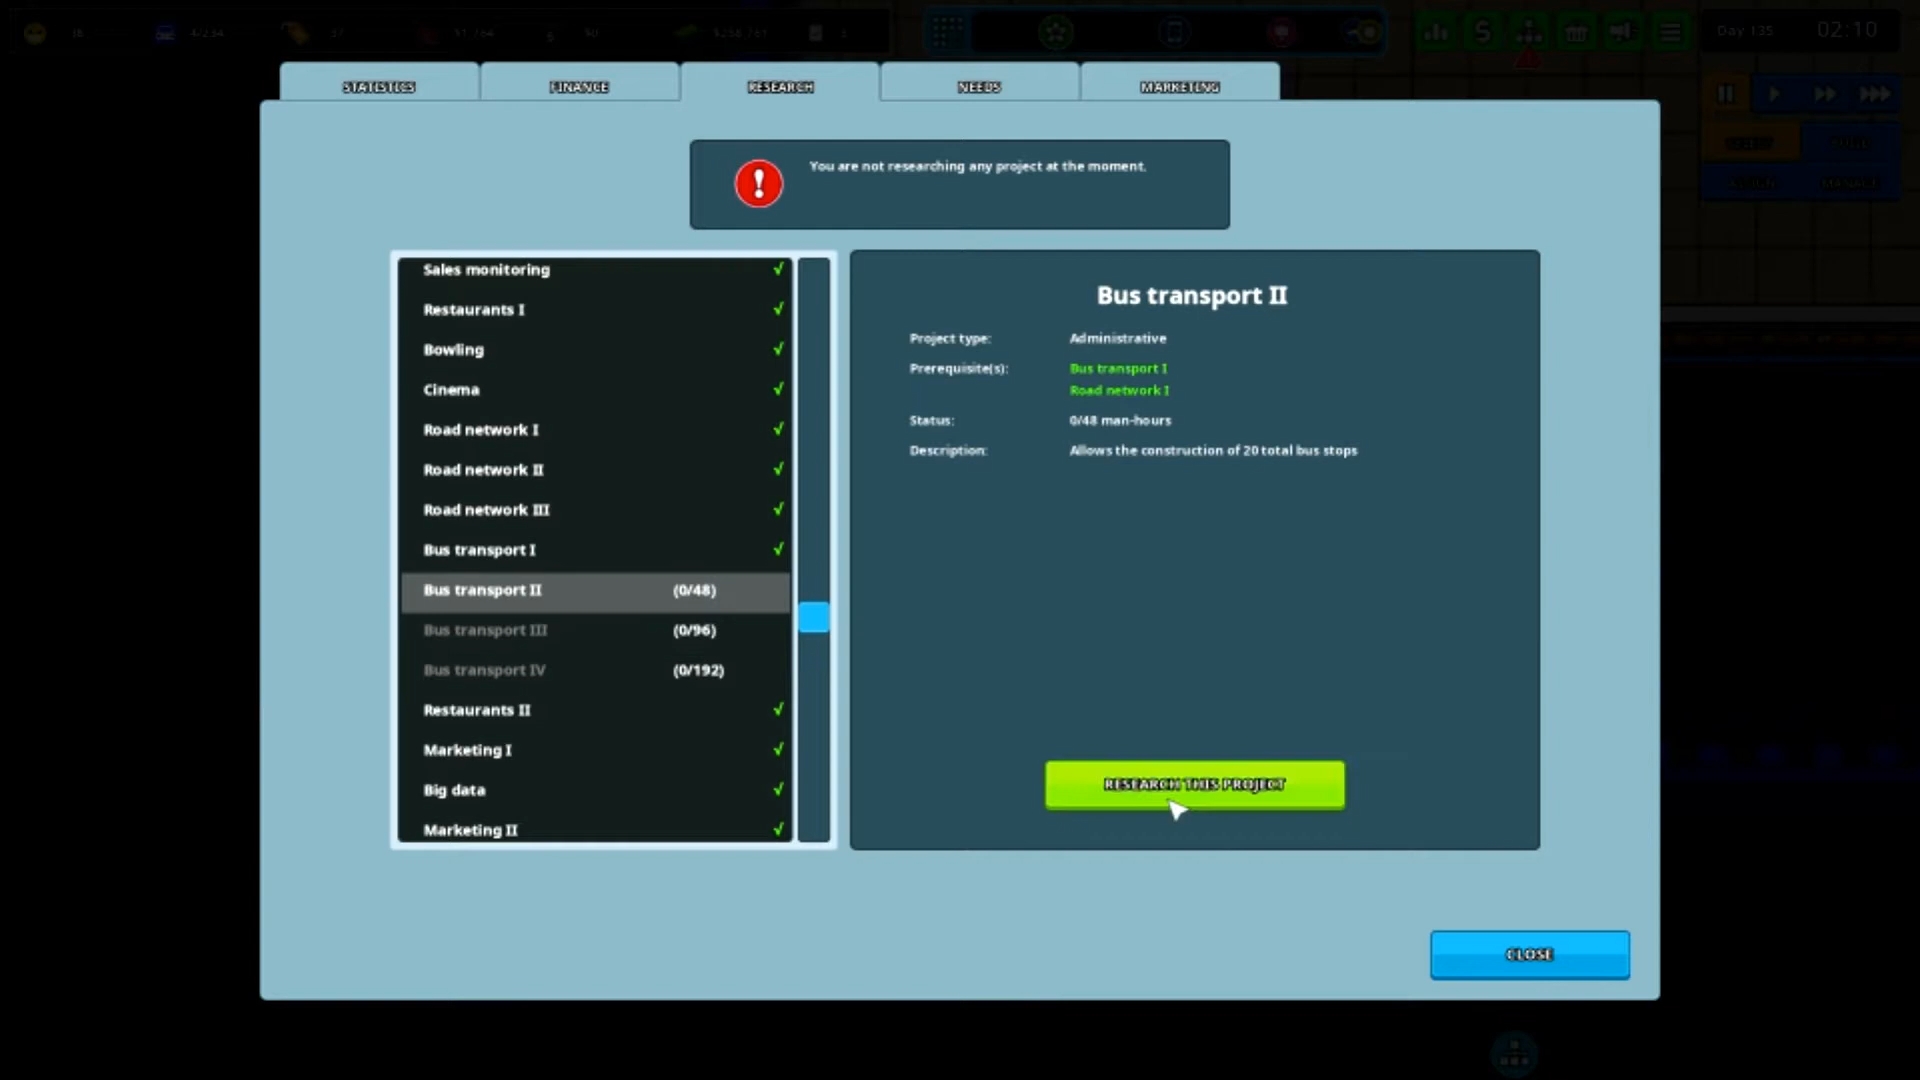 Day 135
02:10
STATISTICS
FINANCE
RESEARCH
NEEDS
MARKETING
You are not researching any project at the moment.
Sales monitoring √
Restaurants I √
Bowling √
Cinema √
Road network I √
Road network II √
Road network III √
Bus transport I √
Bus transport II (0/48)
Bus transport III (0/96)
Bus transport IV (0/192)
Restaurants II √
Marketing I √
Big data √
Marketing II √
Bus transport II
Project type: Administrative
Prerequisite(s): Bus transport I
Road network I
Status: 0/48 man-hours
Description: Allows the construction of 20 total bus stops
RESEARCH THIS PROJECT
CLOSE